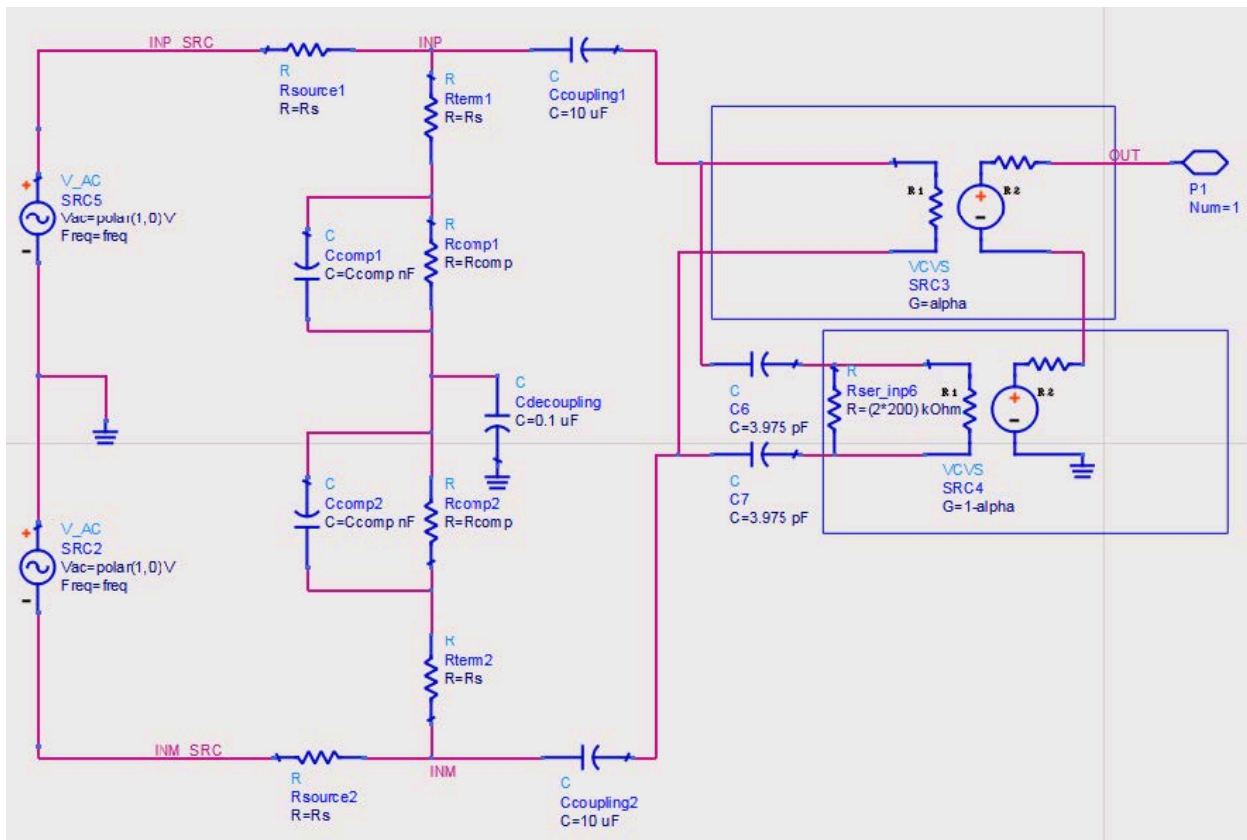 INP_SRC
R
Rsource1
R=Rs
INP
R
Rterm1
R=Rs
C
Ccoupling1
C=10 uF
V_AC
SRC5
Vac=polar(1,0) V
Freq=freq
C
Ccomp1
C=Ccomp nF
R
Rcomp1
R=Rcomp
R1
R2
OUT
P1
Num=1
VCVS
SRC3
G=alpha
C
Cdecoupling
C=0.1 uF
C
C6
C=3.975 pF
R
Rser_inp6
R=(2*200) kOhm
R1
R2
C
C7
C=3.975 pF
VCVS
SRC4
G=1-alpha
C
Ccomp2
C=Ccomp nF
R
Rcomp2
R=Rcomp
V_AC
SRC2
Vac=polar(1,0) V
Freq=freq
R
Rterm2
R=Rs
INM_SRC
R
Rsource2
R=Rs
INM
C
Ccoupling2
C=10 uF